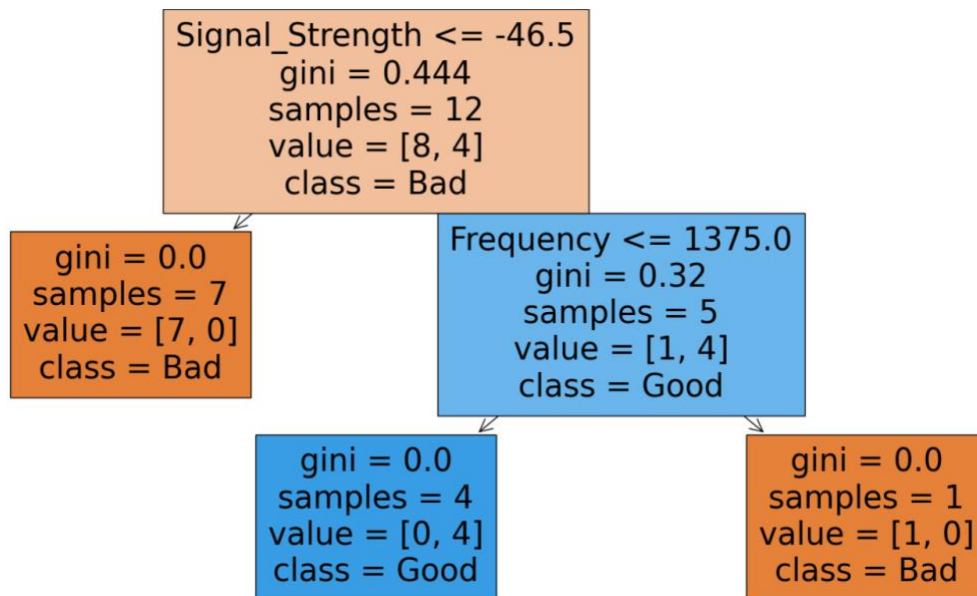 Signal_Strength <= -46.5
gini = 0.444
samples = 12
value = [8, 4]
class = Bad
gini = 0.0
samples = 7
value = [7, 0]
class = Bad
Frequency <= 1375.0
gini = 0.32
samples = 5
value = [1, 4]
class = Good
gini = 0.0
samples = 4
value = [0, 4]
class = Good
gini = 0.0
samples = 1
value = [1, 0]
class = Bad